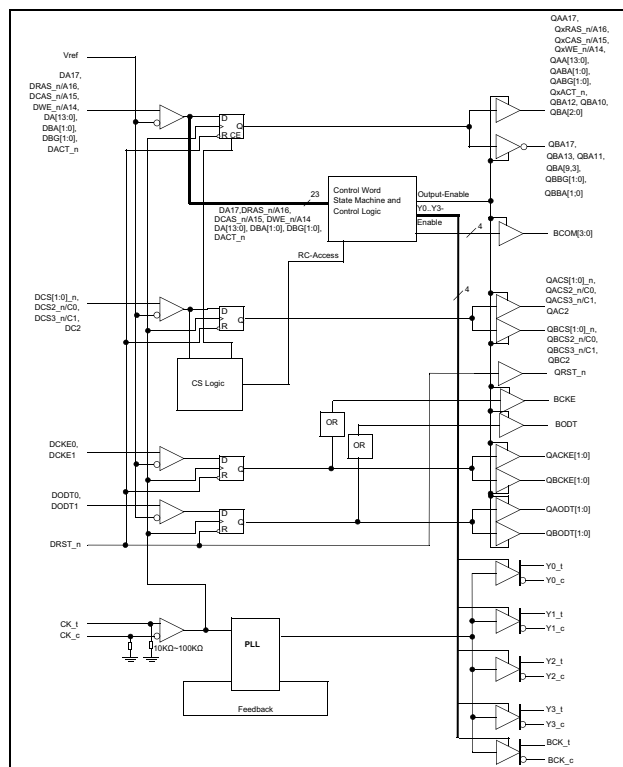 QAA17,
QxRAS_n/A16,
QxCAS_n/A15,
QxWE_n/A14,
QAA[13:0],
QABA[1:0],
QABG[1:0],
QxACT_n,
QBA12, QBA10,
QBA[2:0]
Vref
DA17,
DRAS_n/A16,
DCAS_n/A15,
DWE_n/A14,
DA[13:0],
DBA[1:0],
DBG[1:0],
DACT_n
D
Q
R CE
QBA17,
QBA13, QBA11,
QBA[9,3],
QBBG[1:0],
QBBA[1;0]
23
DA17,DRAS_n/A16,
DCAS_n/A15, DWE_n/A14
DA[13:0], DBA[1:0], DBG[1:0],
DACT_n
Control Word
State Machine and
Control Logic
Output-Enable
Y0..Y3-
Enable
4
BCOM[3:0]
RC-Access
4
DCS[1:0]_n,
DCS2_n/C0,
DCS3_n/C1,
DC2
D
Q
R
QACS[1:0]_n,
QACS2_n/C0,
QACS3_n/C1,
QAC2
QBCS[1:0]_n,
QBCS2_n/C0,
QBCS3_n/C1,
QBC2
CS Logic
QRST_n
BCKE
OR
BODT
OR
DCKE0,
DCKE1
D
Q
R
QACKE[1:0]
QBCKE[1:0]
DODT0,
DODT1
D
Q
R
QAODT[1:0]
QBODT[1:0]
DRST_n
Y0_t
Y0_c
CK_t
CK_c
10KΩ~100KΩ
PLL
Feedback
Y1_t
Y1_c
Y2_t
Y2_c
Y3_t
Y3_c
BCK_t
BCK_c